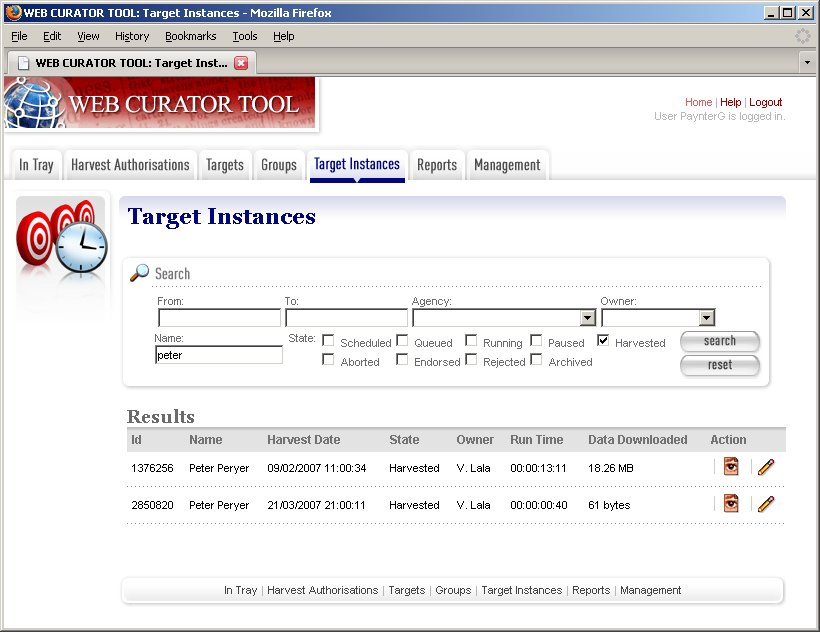 WEB CURATOR TOOL: Target Instances - Mozilla Firefox
File Edit View History Bookmarks Tools Help
WEB CURATOR TOOL: Target Inst...
WEB CURATOR TOOL
Home | Help | Logout
User PaynterG is logged in.
In Tray Harvest Authorisations Targets Groups Target Instances Reports Management
Target Instances
Search
From: To: Agency: Owner:
Name: State: Scheduled Queued Running Paused Harvested search
peter Aborted Endorsed Rejected Archived reset
Results
Id Name Harvest Date State Owner Run Time Data Downloaded Action
1376256 Peter Peryer 09/02/2007 11:00:34 Harvested V. Lala 00:00:13:11 18.26 MB
2850820 Peter Peryer 21/03/2007 21:00:11 Harvested V. Lala 00:00:00:40 61 bytes
In Tray | Harvest Authorisations | Targets | Groups | Target Instances | Reports | Management